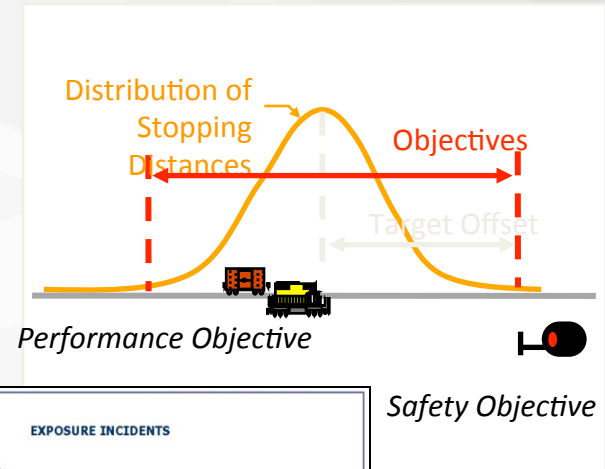 Distribution of
Stopping
Distances
Objectives
Target Offset
Performance Objective
Safety Objective
EXPOSURE INCIDENTS